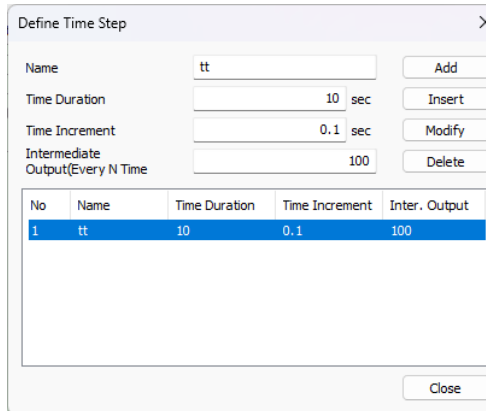 Define Time Step
Name tt Add
Time Duration 10 sec Insert
Time Increment 0.1 sec Modify
Intermediate
Output(Every N Time 100 Delete
No Name Time Duration Time Increment Inter. Output
1 tt 10 0.1 100
Close